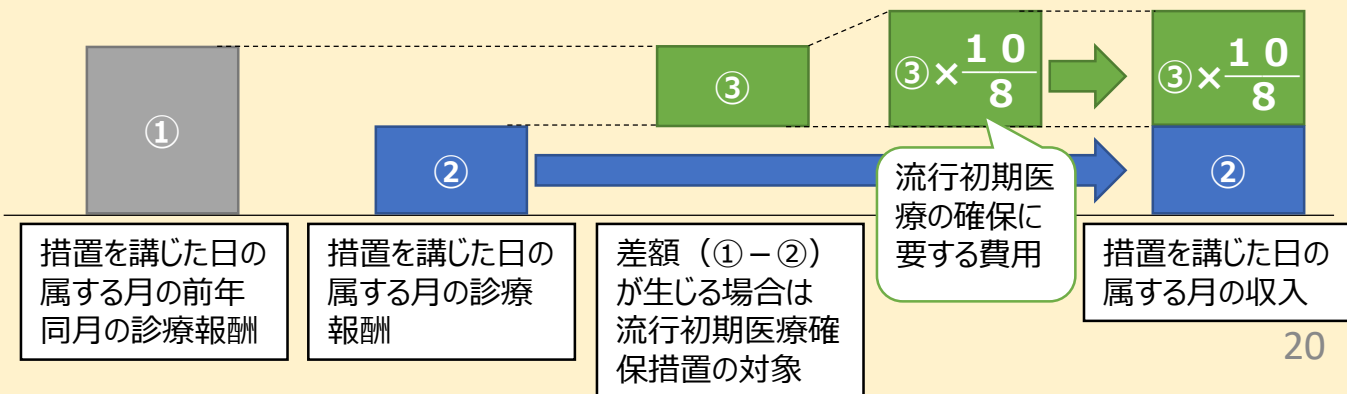 ①
②
③
③×10/8
③×10/8
②
流行初期医
療の確保に
要する費用
措置を講じた日の
属する月の前年
同月の診療報酬
措置を講じた日の
属する月の診療
報酬
差額（①－②）
が生じる場合は
流行初期医療確
保措置の対象
措置を講じた日の
属する月の収入
20